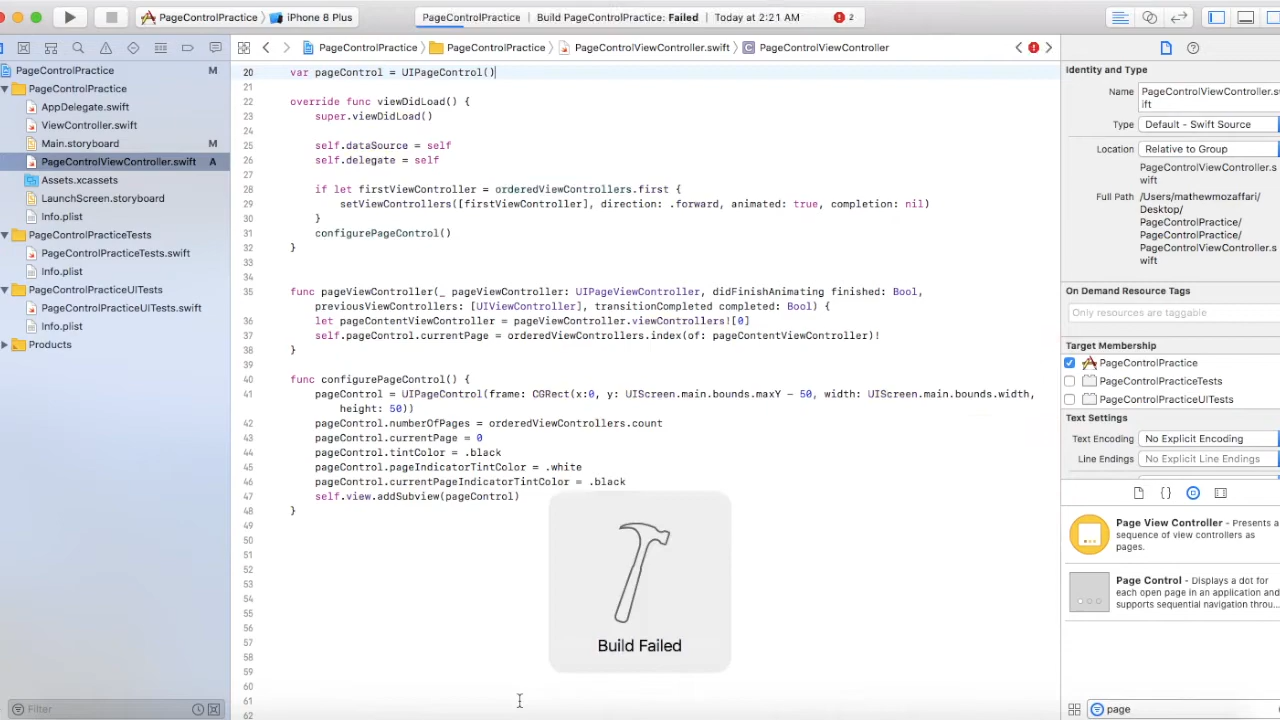 PageControlPractice
iPhone 8 Plus
PageControlPractice
Build PageControlPractice: Failed
Today at 2:21 AM
2
PageControlPractice
PageControlPractice
PageControlViewController.swift
PageControlViewController
PageControlPractice M
PageControlPractice
AppDelegate.swift
ViewController.swift
Main.storyboard M
PageControlViewController.swift A
Assets.xcassets
LaunchScreen.storyboard
Info.plist
PageControlPracticeTests
PageControlPracticeTests.swift
Info.plist
PageControlPracticeUITests
PageControlPracticeUITests.swift
Info.plist
Products
Filter
20 var pageControl = UIPageControl()
21
22 override func viewDidLoad() {
23 super.viewDidLoad()
24
25 self.dataSource = self
26 self.delegate = self
27
28 if let firstViewController = orderedViewControllers.first {
29 setViewControllers([firstViewController], direction: .forward, animated: true, completion: nil)
30 }
31 configurePageControl()
32 }
33
34
35 func pageViewController(_ pageViewController: UIPageViewController, didFinishAnimating finished: Bool,
previousViewControllers: [UIViewController], transitionCompleted completed: Bool) {
36 let pageContentViewController = pageViewController.viewControllers![0]
37 self.pageControl.currentPage = orderedViewControllers.index(of: pageContentViewController)!
38 }
39
40 func configurePageControl() {
41 pageControl = UIPageControl(frame: CGRect(x:0, y: UIScreen.main.bounds.maxY - 50, width: UIScreen.main.bounds.width,
height: 50))
42 pageControl.numberOfPages = orderedViewControllers.count
43 pageControl.currentPage = 0
44 pageControl.tintColor = .black
45 pageControl.pageIndicatorTintColor = .white
46 pageControl.currentPageIndicatorTintColor = .black
47 self.view.addSubview(pageControl)
48 }
49
50
51
52
53
54
55
56
57
58
59
60
61
62
Build Failed
Identity and Type
Name PageControlViewController.sw
ift
Type Default - Swift Source
Location Relative to Group
PageControlViewController.s
wift
Full Path /Users/mathewmozaffari/
Desktop/
PageControlPractice/
PageControlPractice/
PageControlViewController.s
wift
On Demand Resource Tags
Only resources are taggable
Target Membership
PageControlPractice
PageControlPracticeTests
PageControlPracticeUITests
Text Settings
Text Encoding No Explicit Encoding
Line Endings No Explicit Line Endings
Page View Controller - Presents a
sequence of view controllers as
pages.
Page Control - Displays a dot for
each open page in an application and
supports sequential navigation throu...
page